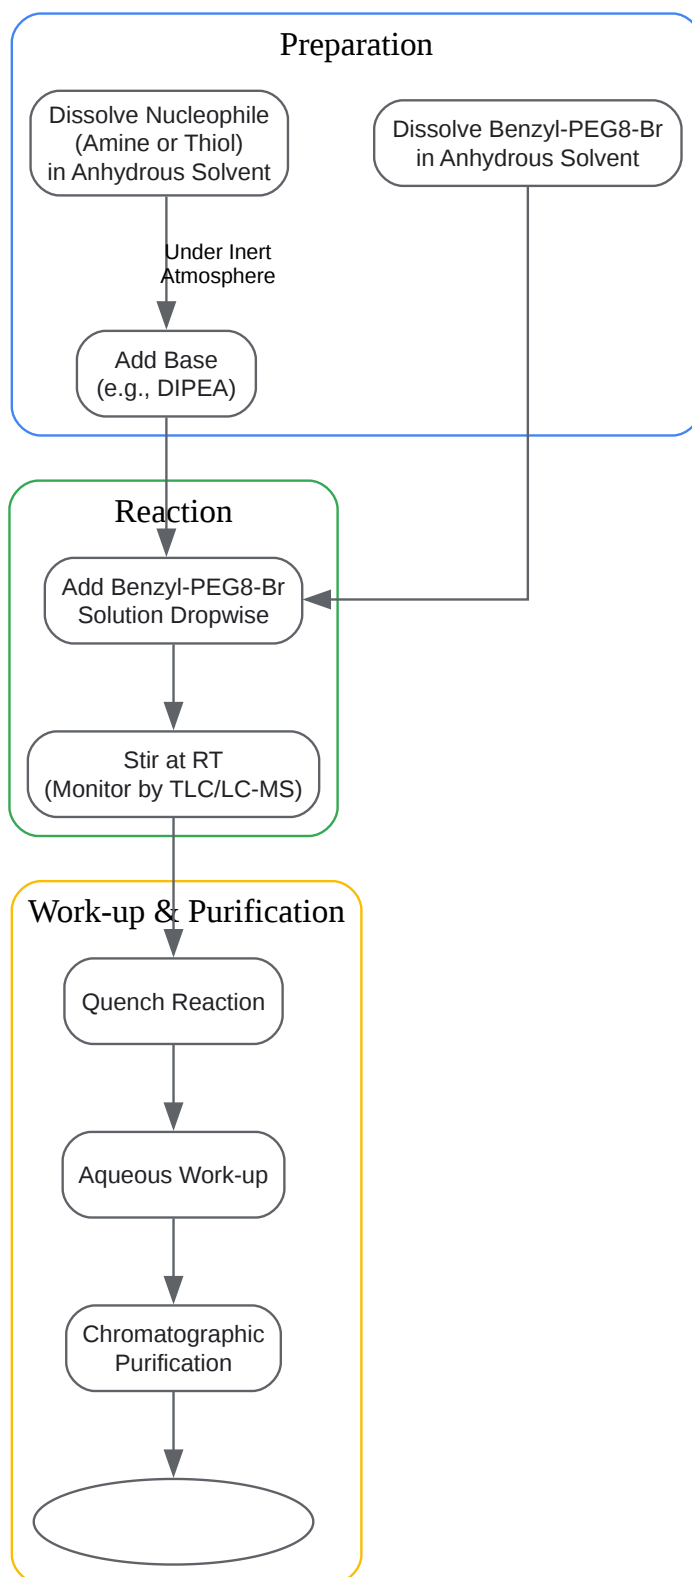 Preparation
Dissolve Nucleophile
(Amine or Thiol)
in Anhydrous Solvent
Dissolve Benzyl-PEG8-Br
in Anhydrous Solvent
Under Inert
Atmosphere
Add Base
(e.g., DIPEA)
Reaction
Add Benzyl-PEG8-Br
Solution Dropwise
Stir at RT
(Monitor by TLC/LC-MS)
Work-up & Purification
Quench Reaction
Aqueous Work-up
Chromatographic
Purification